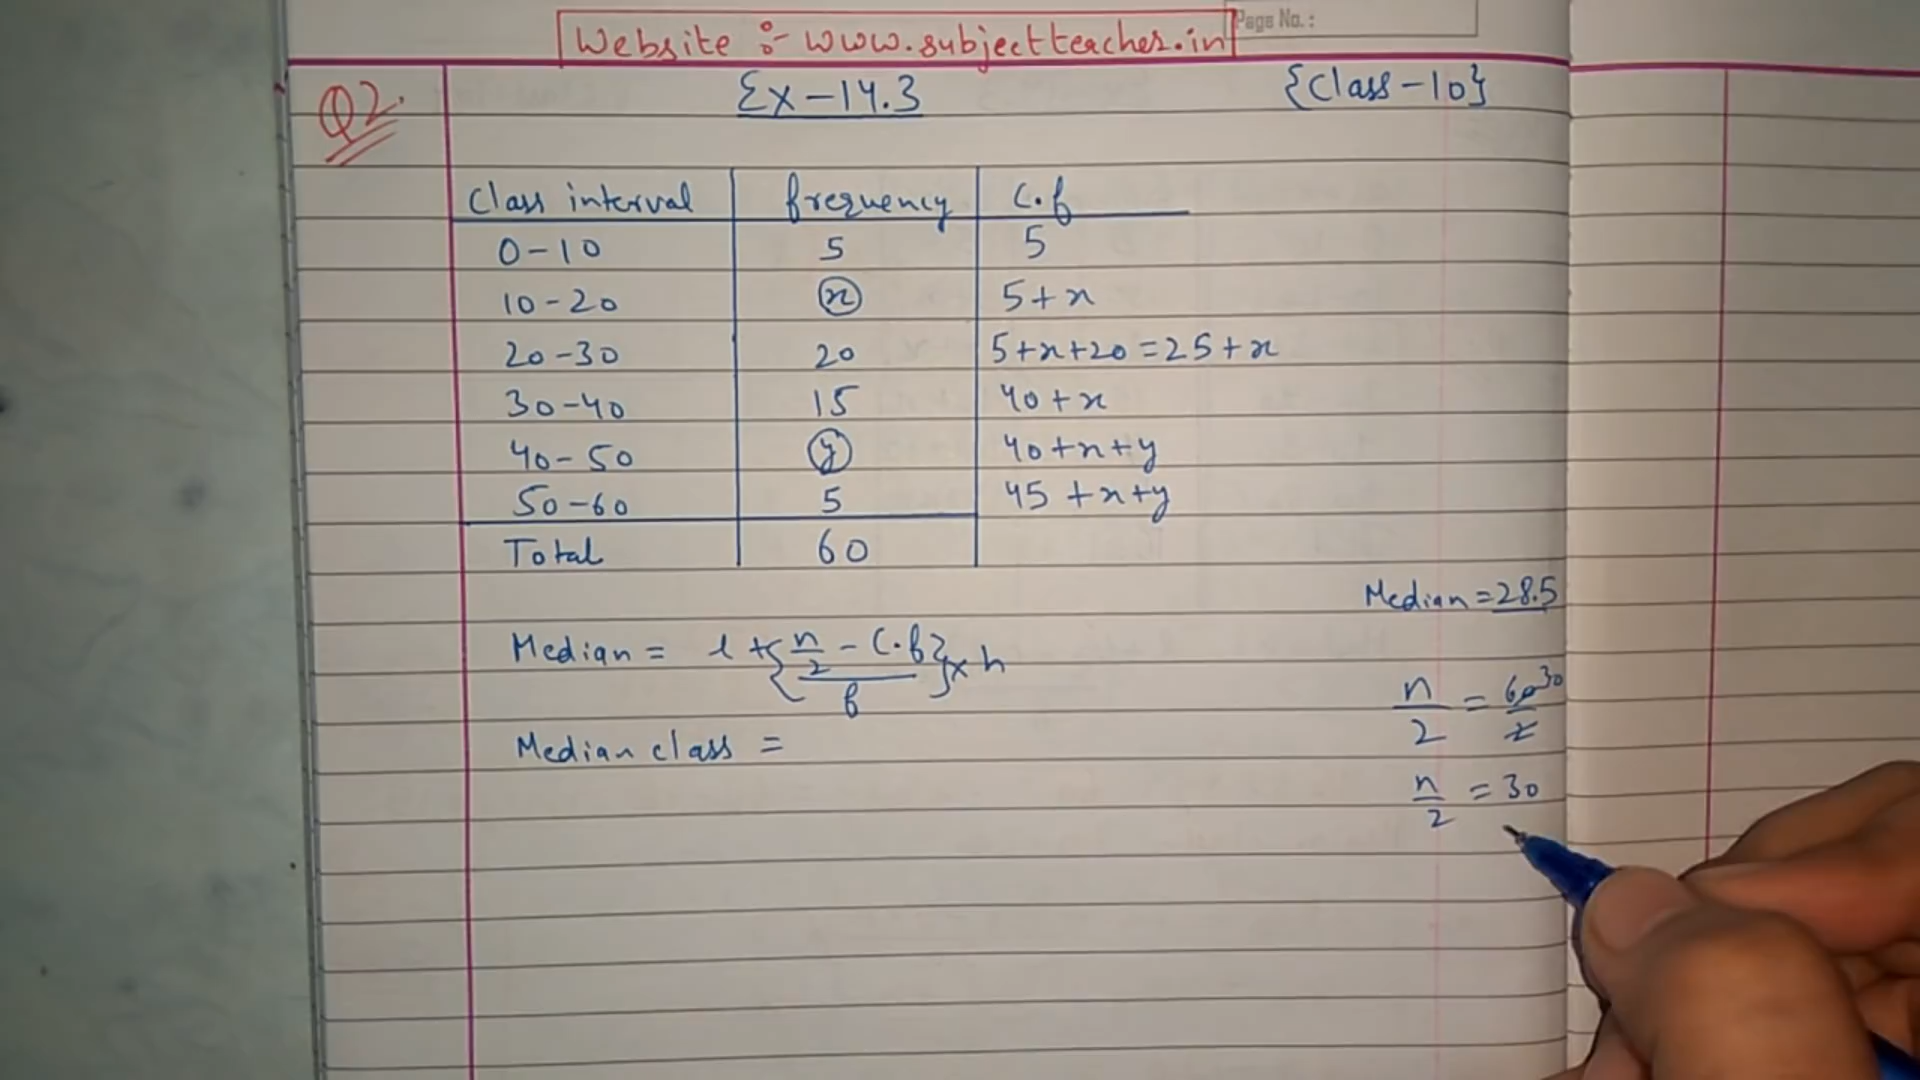 Page No. :
Website :- www.subjectteacher.in
Q2.
Ex-14.3
{Class-10}
Class interval frequency C.f
0-10 5 5
10-20 x 5+x
20-30 20 5+x+20=25+x
30-40 15 40+x
40-50 y 40+x+y
50-60 5 45+x+y
Total 60
Median = 28.5
Median = l + {n/2 - C.f / f} × h
n/2 = 60/2 30
Median class =
n/2 = 30